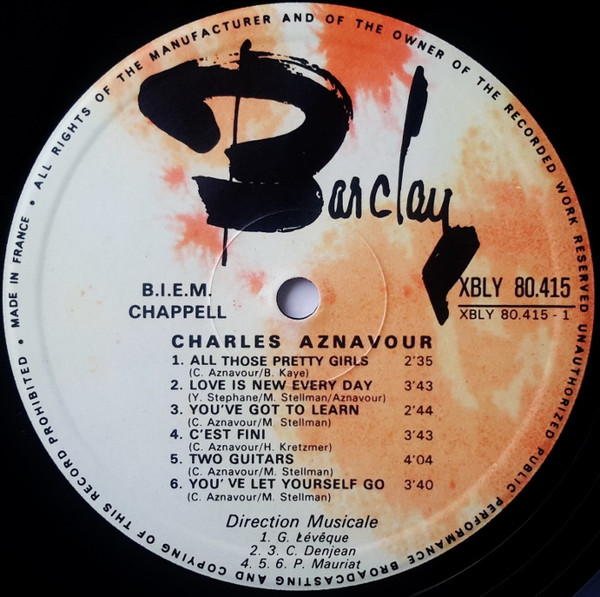 ALL RIGHTS OF THE MANUFACTURER AND OF THE OWNER OF THE RECORDED WORK RESERVED UNAUTHORIZED PUBLIC PERFORMANCE BROADCASTING AND COPYING OF THIS RECORD PROHIBITED • MADE IN FRANCE •
Barclay
B.I.E.M.
CHAPPELL
XBLY 80.415
XBLY 80.415 - 1
CHARLES AZNAVOUR
1. ALL THOSE PRETTY GIRLS 2'35
(C. Aznavour/B. Kaye)
2. LOVE IS NEW EVERY DAY 3'43
(Y. Stephane/M. Stellman/Aznavour)
3. YOU'VE GOT TO LEARN 2'44
(C. Aznavour/M. Stellman)
4. C'EST FINI 3'43
(C. Aznavour/H. Kretzmer)
5. TWO GUITARS 4'04
(C. Aznavour/M. Stellman)
6. YOU' VE LET YOURSELF GO 3'40
(C. Aznavour/M. Stellman)
Direction Musicale
1. G. Łévêque
2. 3. C. Denjean
4. 5. 6. P. Mauriat